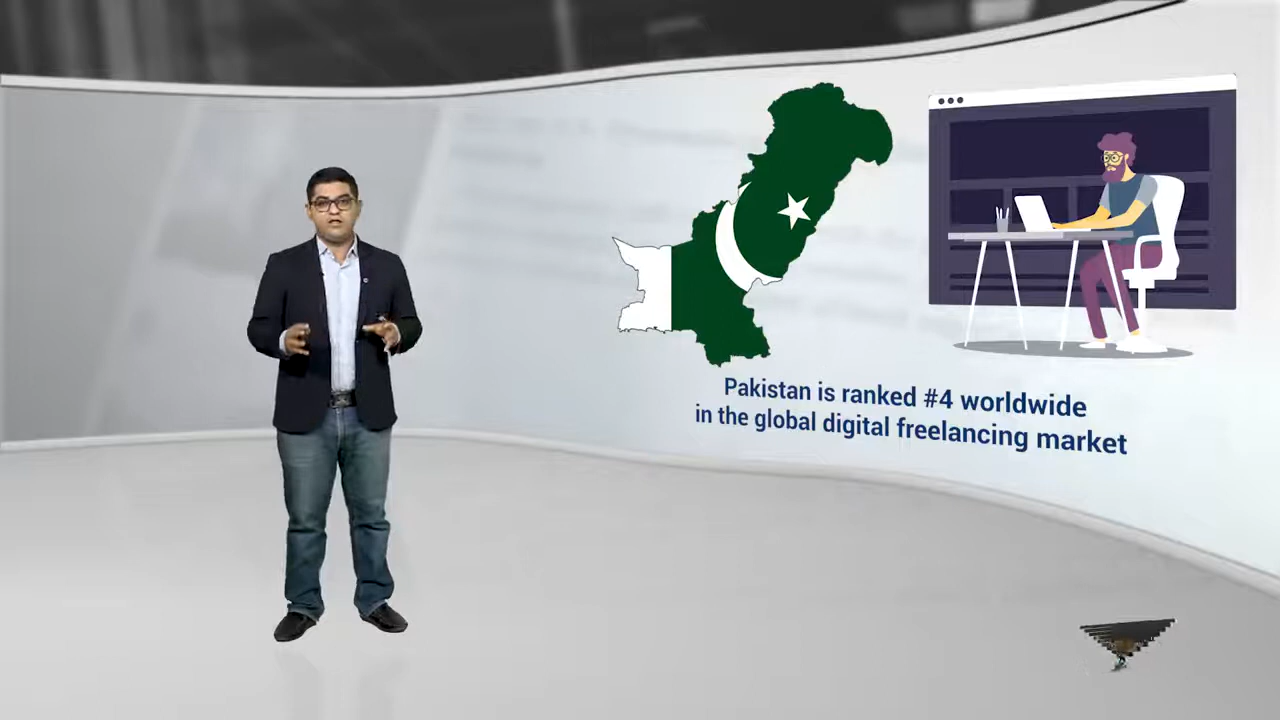 Pakistan is ranked #4 worldwide
in the global digital freelancing market